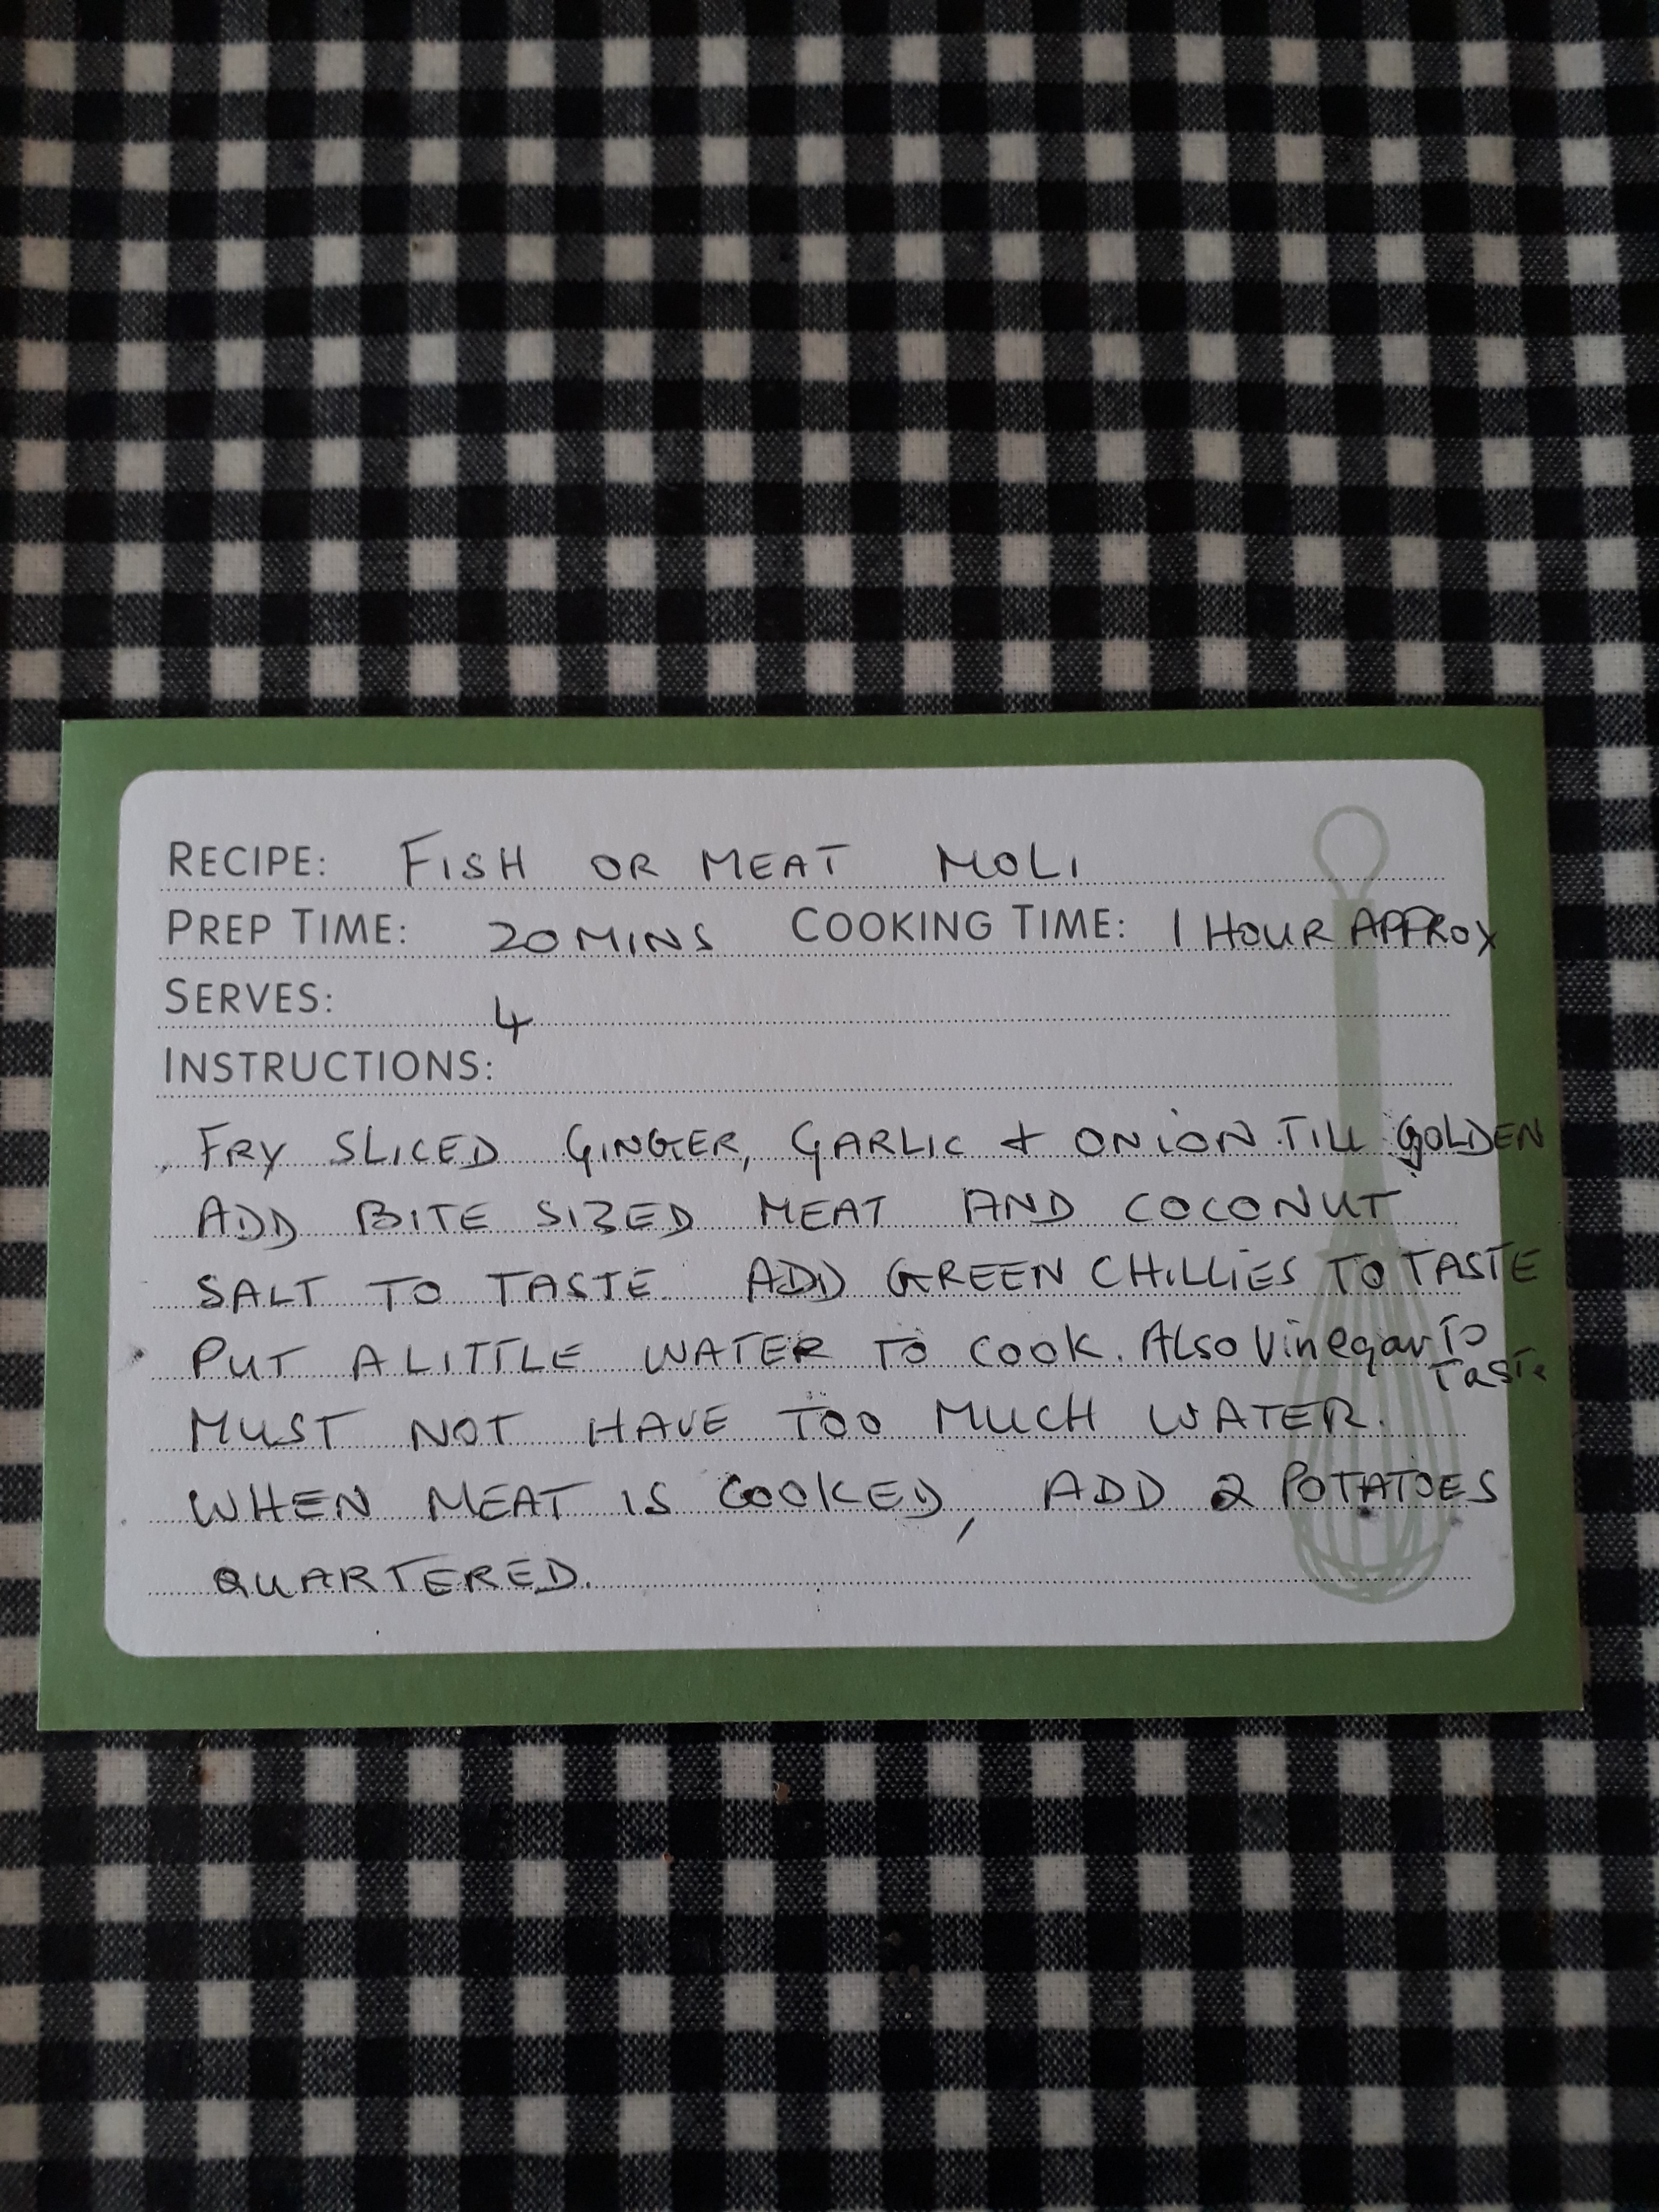 RECIPE: FISH OR MEAT MOLI
PREP TIME: 20 MINS COOKING TIME: 1 HOUR APPROX
SERVES: 4
INSTRUCTIONS:
FRY SLICED GINGER, GARLIC + ONION TILL GOLDEN
ADD BITE SIZED MEAT AND COCONUT
SALT TO TASTE ADD GREEN CHILLIES TO TASTE
PUT A LITTLE WATER TO COOK. Also Vinegar To Taste
MUST NOT HAVE TOO MUCH WATER.
WHEN MEAT IS COOKED, ADD 2 POTATOES
QUARTERED.